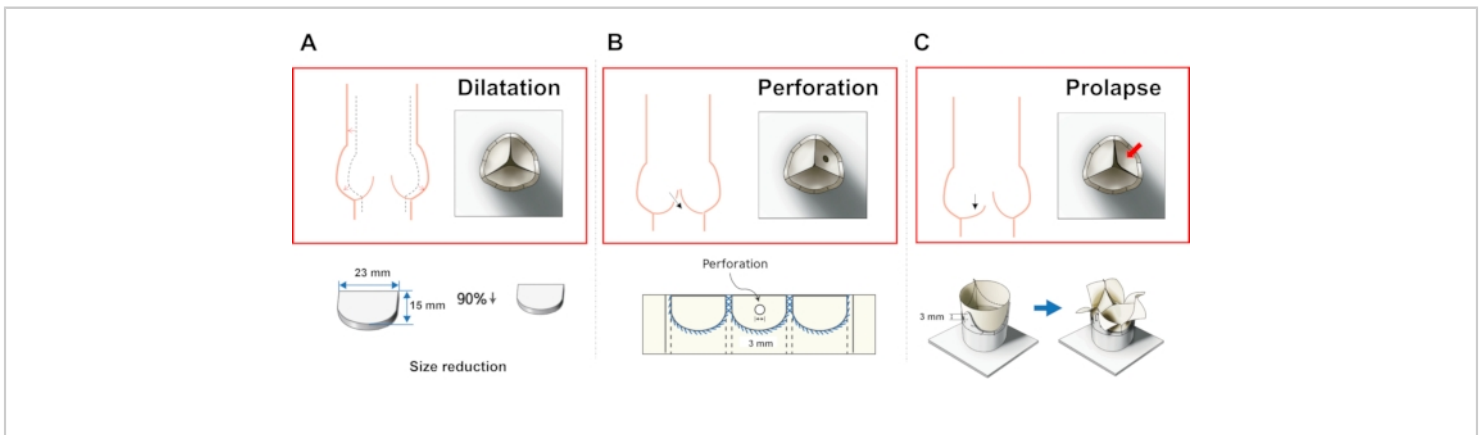 A
Dilatation
23 mm
15 mm
90%↓
Size reduction
B
Perforation
Perforation
3 mm
C
Prolapse
3 mm